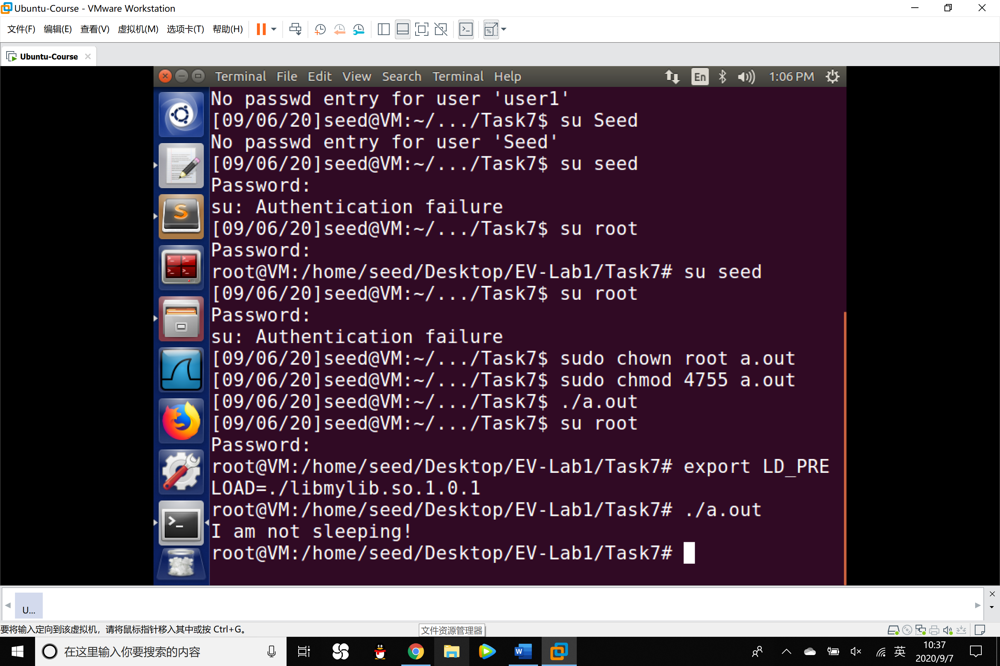 Ubuntu-Course - VMware Workstation
文件(F) 编辑(E) 查看(V) 虚拟机(M) 选项卡(T) 帮助(H)
Ubuntu-Course
Terminal File Edit View Search Terminal Help En 1:06 PM
No passwd entry for user 'user1'
[09/06/20]seed@VM:~/.../Task7$ su Seed
No passwd entry for user 'Seed'
[09/06/20]seed@VM:~/.../Task7$ su seed
Password:
su: Authentication failure
[09/06/20]seed@VM:~/.../Task7$ su root
Password:
root@VM:/home/seed/Desktop/EV-Lab1/Task7# su seed
[09/06/20]seed@VM:~/.../Task7$ su root
Password:
su: Authentication failure
[09/06/20]seed@VM:~/.../Task7$ sudo chown root a.out
[09/06/20]seed@VM:~/.../Task7$ sudo chmod 4755 a.out
[09/06/20]seed@VM:~/.../Task7$ ./a.out
[09/06/20]seed@VM:~/.../Task7$ su root
Password:
root@VM:/home/seed/Desktop/EV-Lab1/Task7# export LD_PRE
LOAD=./libmylib.so.1.0.1
root@VM:/home/seed/Desktop/EV-Lab1/Task7# ./a.out
I am not sleeping!
root@VM:/home/seed/Desktop/EV-Lab1/Task7#
U...
要将输入定向到该虚拟机，请将鼠标指针移入其中或按 Ctrl+G。
文件资源管理器
在这里输入你要搜索的内容
英
10:37
2020/9/7